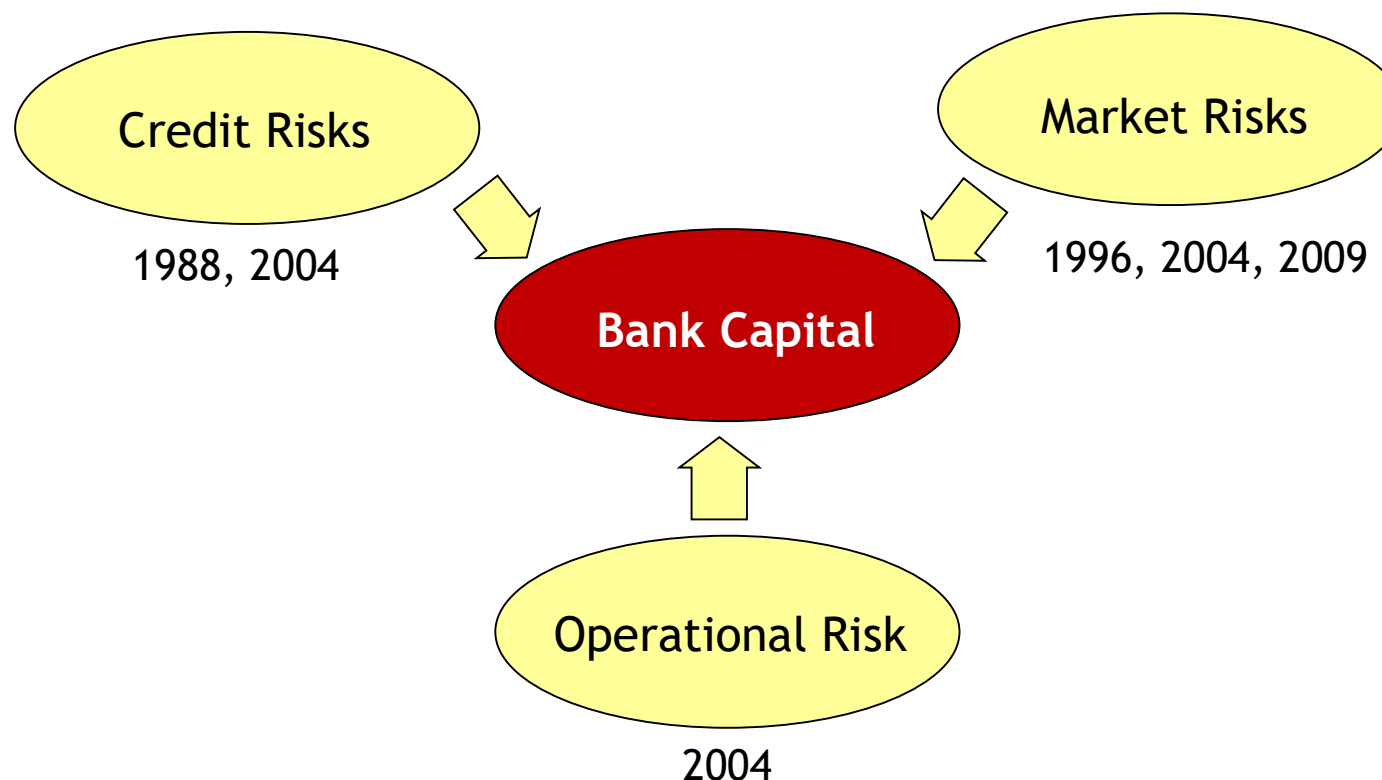 Credit Risks
1988, 2004
Market Risks
1996, 2004, 2009
Bank Capital
Operational Risk
2004